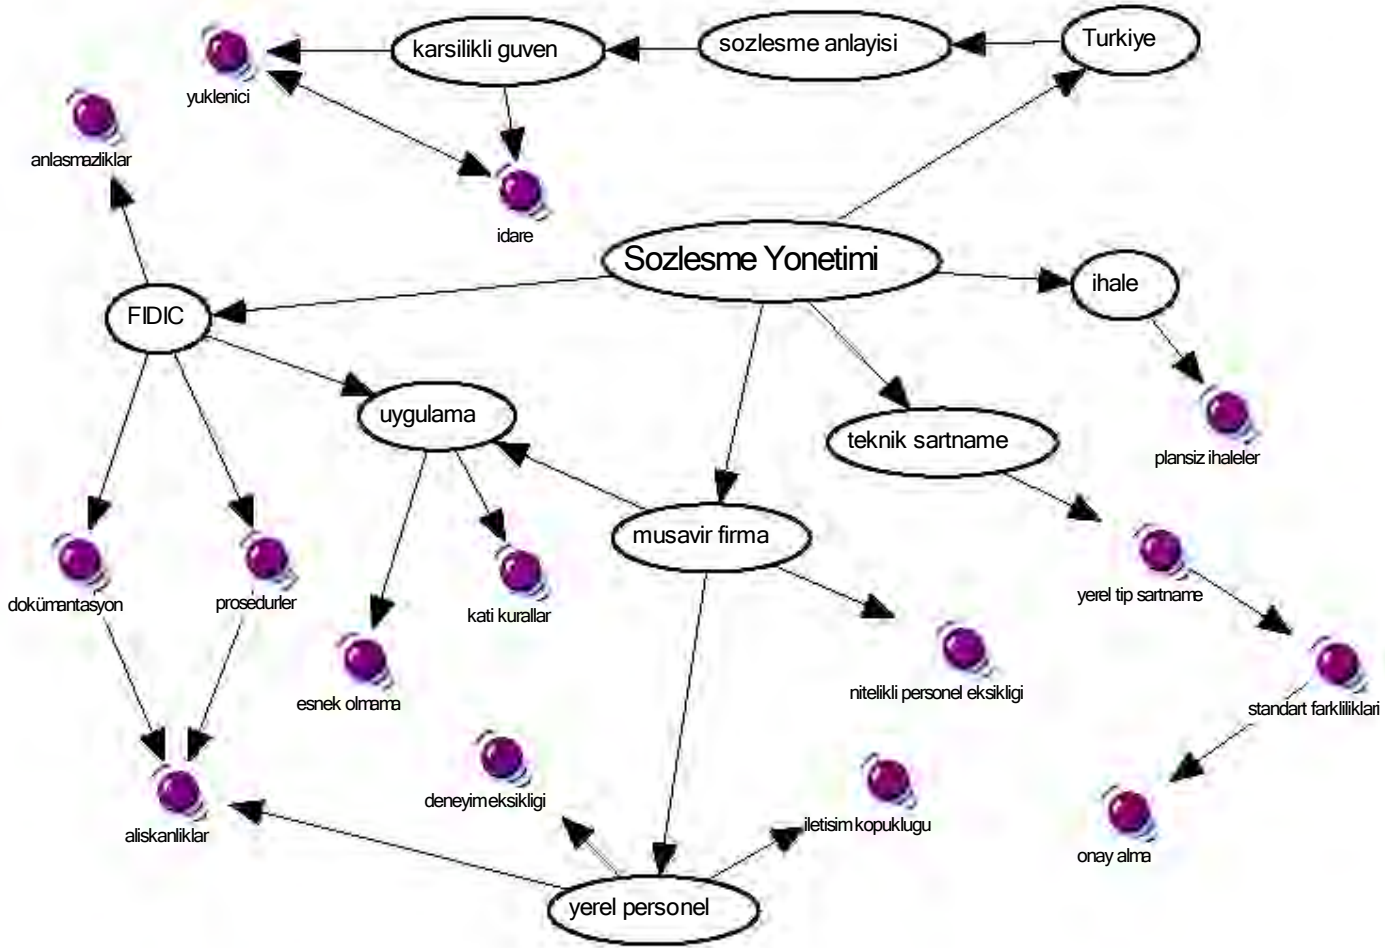 karsilikli guven
sozlesme anlayisi
Turkiye
yuklenici
anlasmazliklar
idare
Sozlesme Yonetimi
ihale
FIDIC
uygulama
teknik sartname
plansiz ihaleler
musavir firma
dokümantasyon
prosedurler
kati kurallar
yerel tip sartname
esnek olmama
nitelikli personel eksikligi
standart farkliliklari
deneyim eksikligi
iletisim kopuklugu
aliskanliklar
onay alma
yerel personel